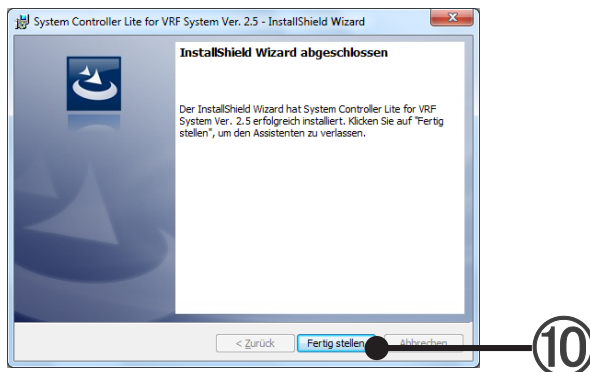 System Controller Lite for VRF System Ver. 2.5 - InstallShield Wizard
InstallShield Wizard abgeschlossen
Der InstallShield Wizard hat System Controller Lite for VRF
System Ver. 2.5 erfolgreich installiert. Klicken Sie auf "Fertig
stellen", um den Assistenten zu verlassen.
< Zurück Fertig stellen Abbrechen
⑩